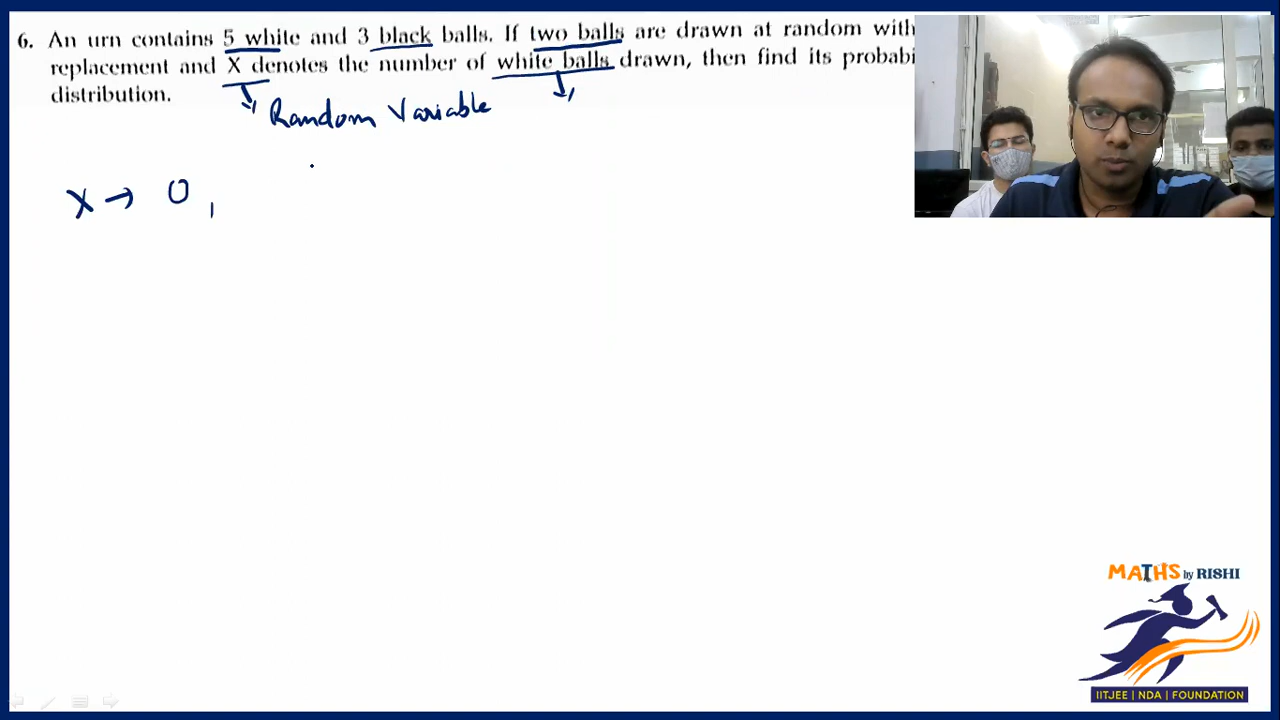 6. An urn contains 5 white and 3 black balls. If two balls are drawn at random with
replacement and X denotes the number of white balls drawn, then find its probabi
distribution.
Random Variable
X → 0,
MATHS by RISHI
IITJEE | NDA | FOUNDATION